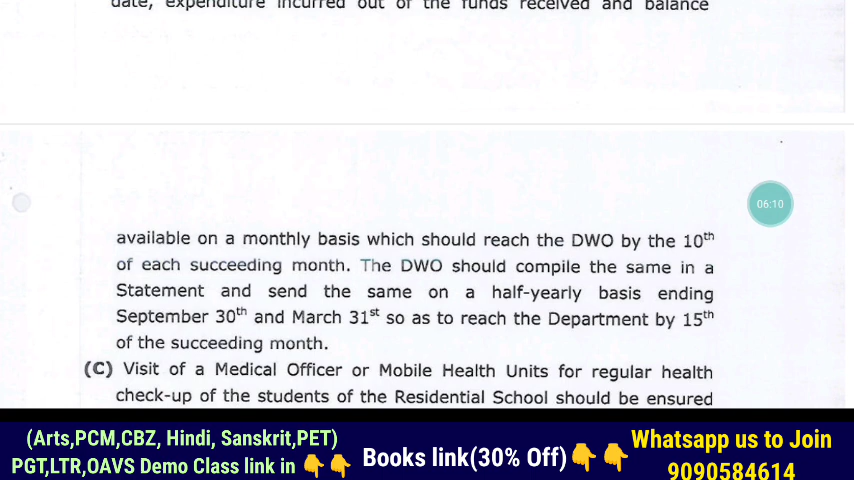 date, expenditure incurred out of the funds received and balance
06:10
available on a monthly basis which should reach the DWO by the 10th
of each succeeding month. The DWO should compile the same in a
Statement and send the same on a half-yearly basis ending
September 30th and March 31st so as to reach the Department by 15th
of the succeeding month.
(C) Visit of a Medical Officer or Mobile Health Units for regular health
check-up of the students of the Residential School should be ensured
(Arts,PCM,CBZ, Hindi, Sanskrit,PET)
PGT,LTR,OAVS Demo Class link in 👇👇
Books link(30% Off)👇👇
Whatsapp us to Join
9090584614